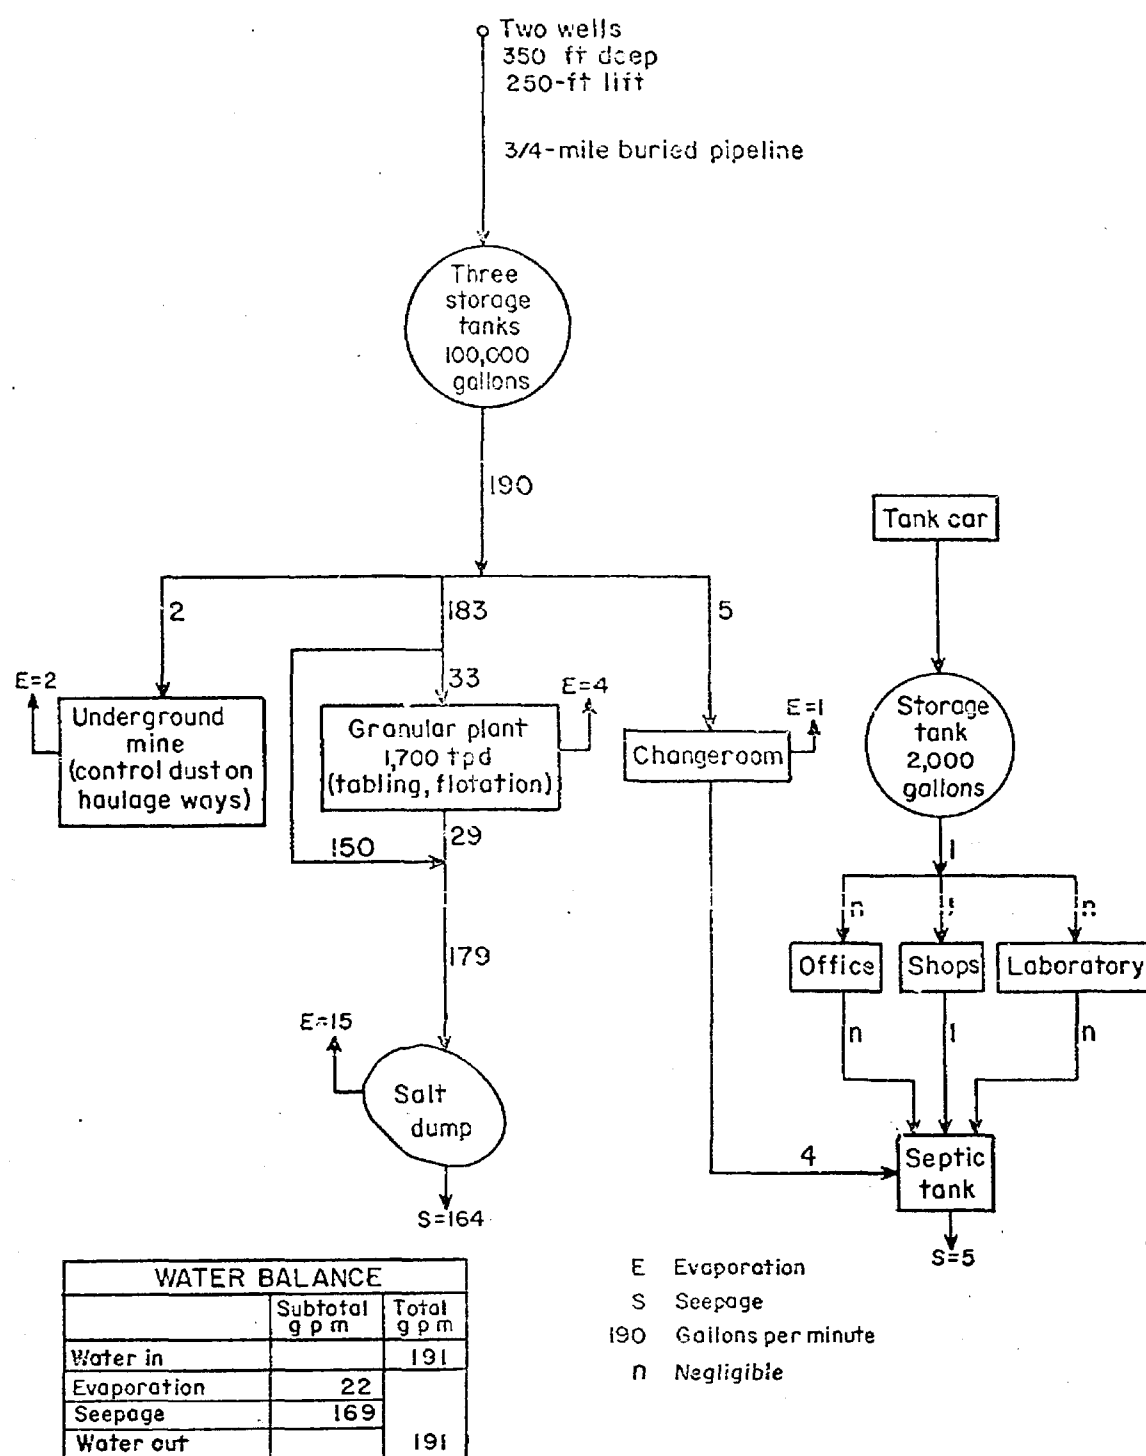 Two wells
350 ft deep
250-ft lift
3/4-mile buried pipeline
Three
storage
tanks
100,000
gallons
190
Tank car
2
183
5
33
E=2
E=4
E=1
Underground
mine
(control dust on
haulage ways)
Granular plant
1,700 tpd
(tabling, flotation)
Changeroom
Storage
tank
2,000
gallons
29
150
1
n
1
n
Office
Shops
Laboratory
179
n
1
n
E=15
Salt
dump
4
Septic
tank
S=164
S=5
WATER BALANCE
Subtotal Total
gpm gpm
Water in 191
Evaporation 22
Seepage 169
Water out 191
E Evaporation
S Seepage
190 Gallons per minute
n Negligible